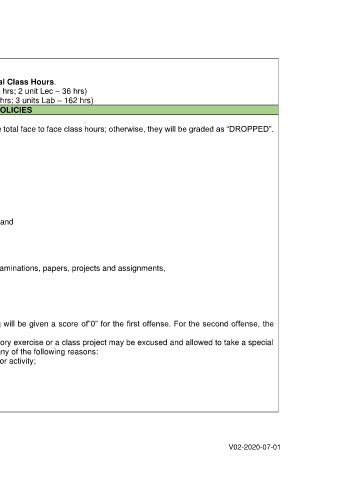 al Class Hours.
hrs; 2 unit Lec – 36 hrs)
hrs; 3 units Lab – 162 hrs)
OLICIES
total face to face class hours; otherwise, they will be graded as “DROPPED”.
and
aminations, papers, projects and assignments,
will be given a score of”0” for the first offense. For the second offense, the
ory exercise or a class project may be excused and allowed to take a special
ny of the following reasons:
or activity;
V02-2020-07-01